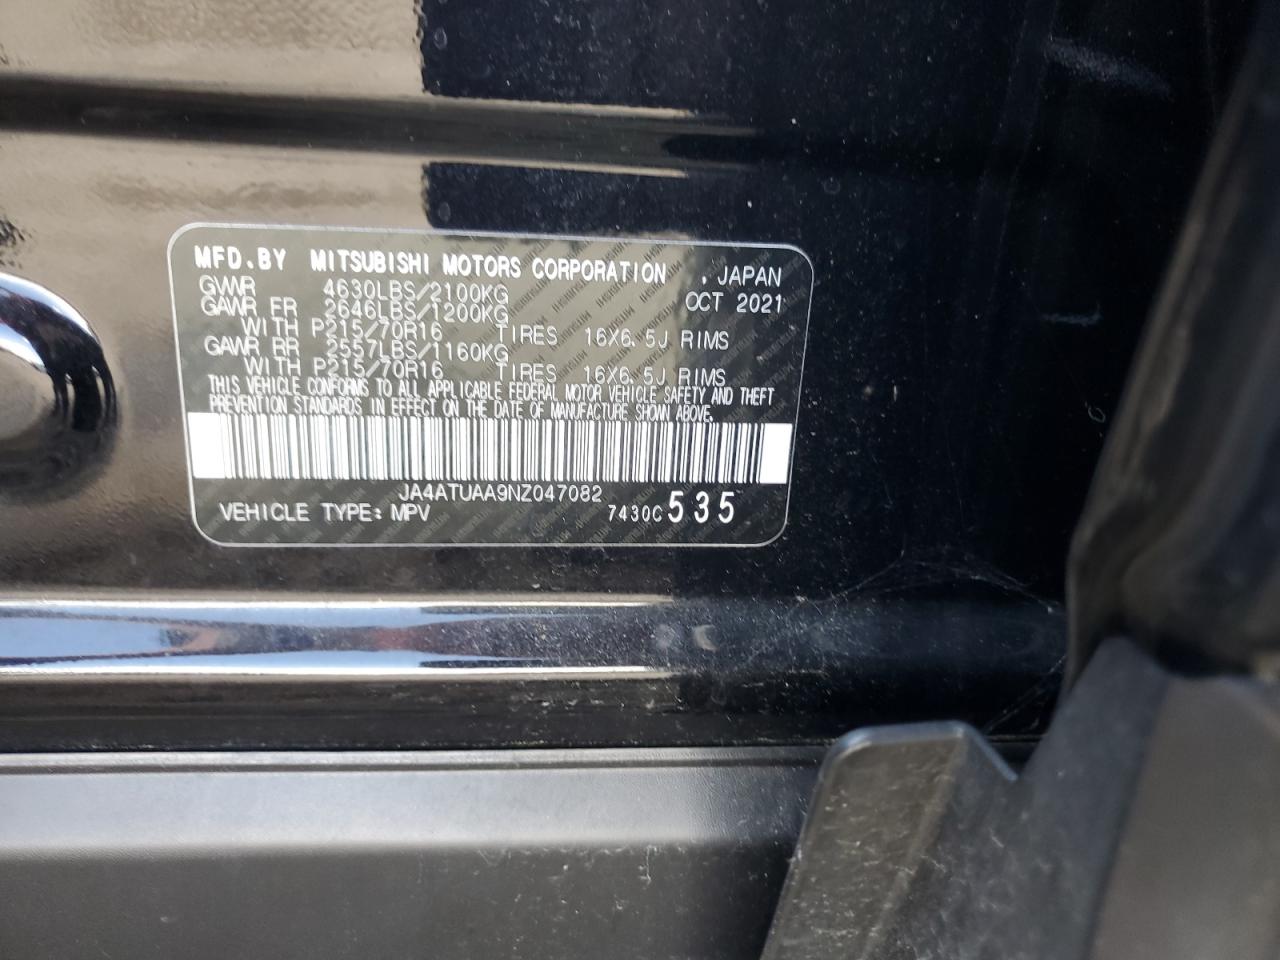 MFD.BY MITSUBISHI MOTORS CORPORATION , JAPAN
GVWR 4630LBS/2100KG OCT 2021
GAWR FR 2646LBS/1200KG
WITH P215/70R16 TIRES 16X6.5J RIMS
GAWR RR 2557LBS/1160KG
WITH P215/70R16 TIRES 16X6.5J RIMS
THIS VEHICLE CONFORMS TO ALL APPLICABLE FEDERAL MOTOR VEHICLE SAFETY AND THEFT
PREVENTION STANDARDS IN EFFECT ON THE DATE OF MANUFACTURE SHOWN ABOVE.
JA4ATUAA9NZ047082
VEHICLE TYPE: MPV 7430C 535